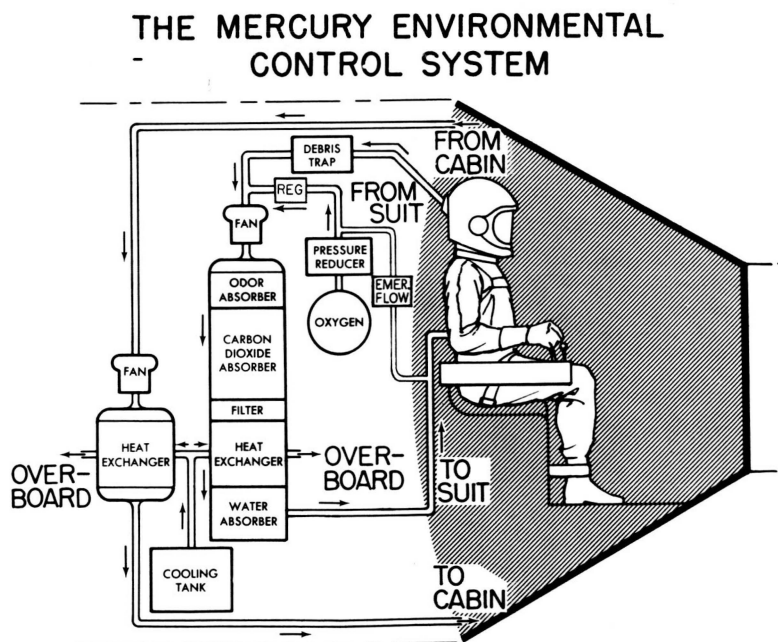 THE MERCURY ENVIRONMENTAL
CONTROL SYSTEM
FROM
CABIN
DEBRIS
TRAP
FROM
SUIT
REG
FAN
PRESSURE
REDUCER
EMER.
FLOW
ODOR
ABSORBER
OXYGEN
CARBON
DIOXIDE
ABSORBER
FAN
FILTER
HEAT
EXCHANGER
HEAT
EXCHANGER
OVER-
BOARD
OVER-
BOARD
TO
SUIT
WATER
ABSORBER
COOLING
TANK
TO
CABIN